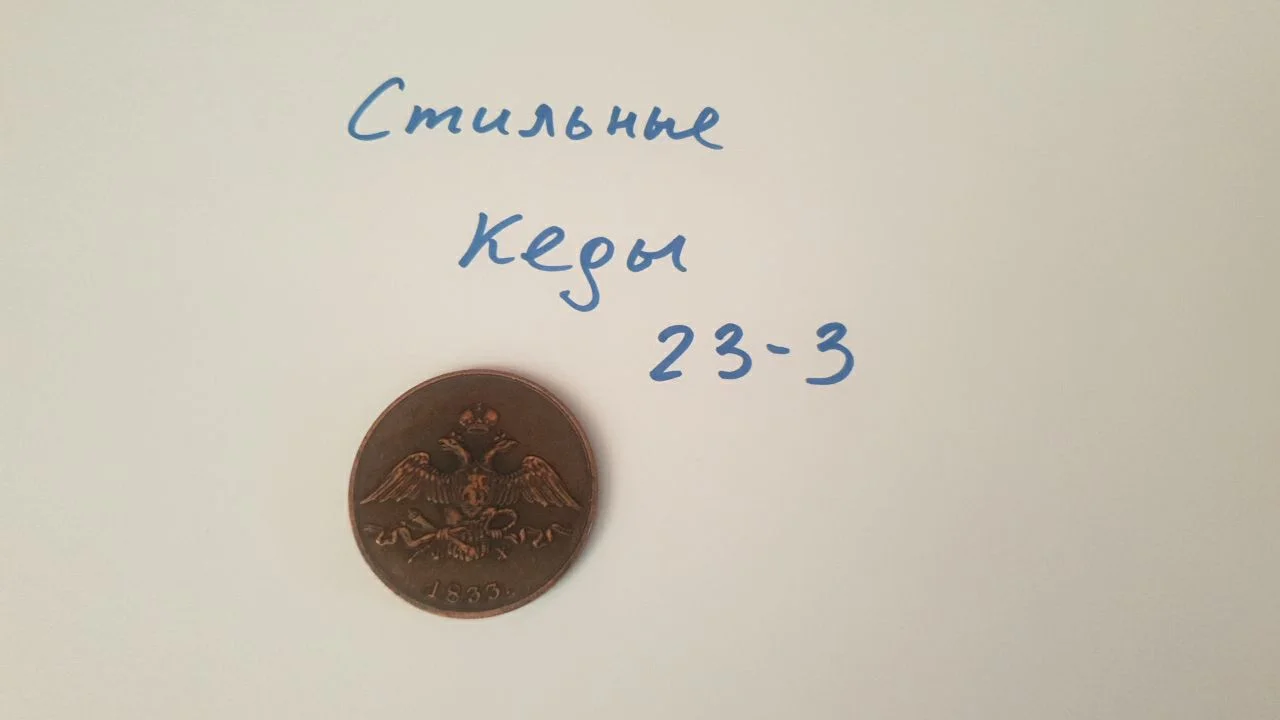 Стильные
Кеды
23-3
Х
1833.